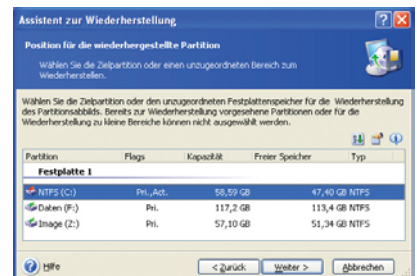 Assistent zur Wiederherstellung
Position für die wiederhergestellte Partition
Wählen Sie die Zielpartition oder einen unzugeordneten Bereich zum
Wiederherstellen.
Wählen Sie die Zielpartition oder den unzugeordneten Festplattenspeicher für die Wiederherstellung
des Partitionsabbilds. Bereits zur Wiederherstellung vorgesehene Partitionen oder für die
Wiederherstellung zu kleine Bereiche können nicht ausgewählt werden.
Partition Flags Kapazität Freier Speicher Typ
Festplatte 1
NTFS (C:) Pri.,Act. 58,59 GB 47,40 GB NTFS
Daten (F:) Pri. 117,2 GB 113,4 GB NTFS
Image (Z:) Pri. 57,10 GB 51,34 GB NTFS
Hilfe < Zurück Weiter > Abbrechen